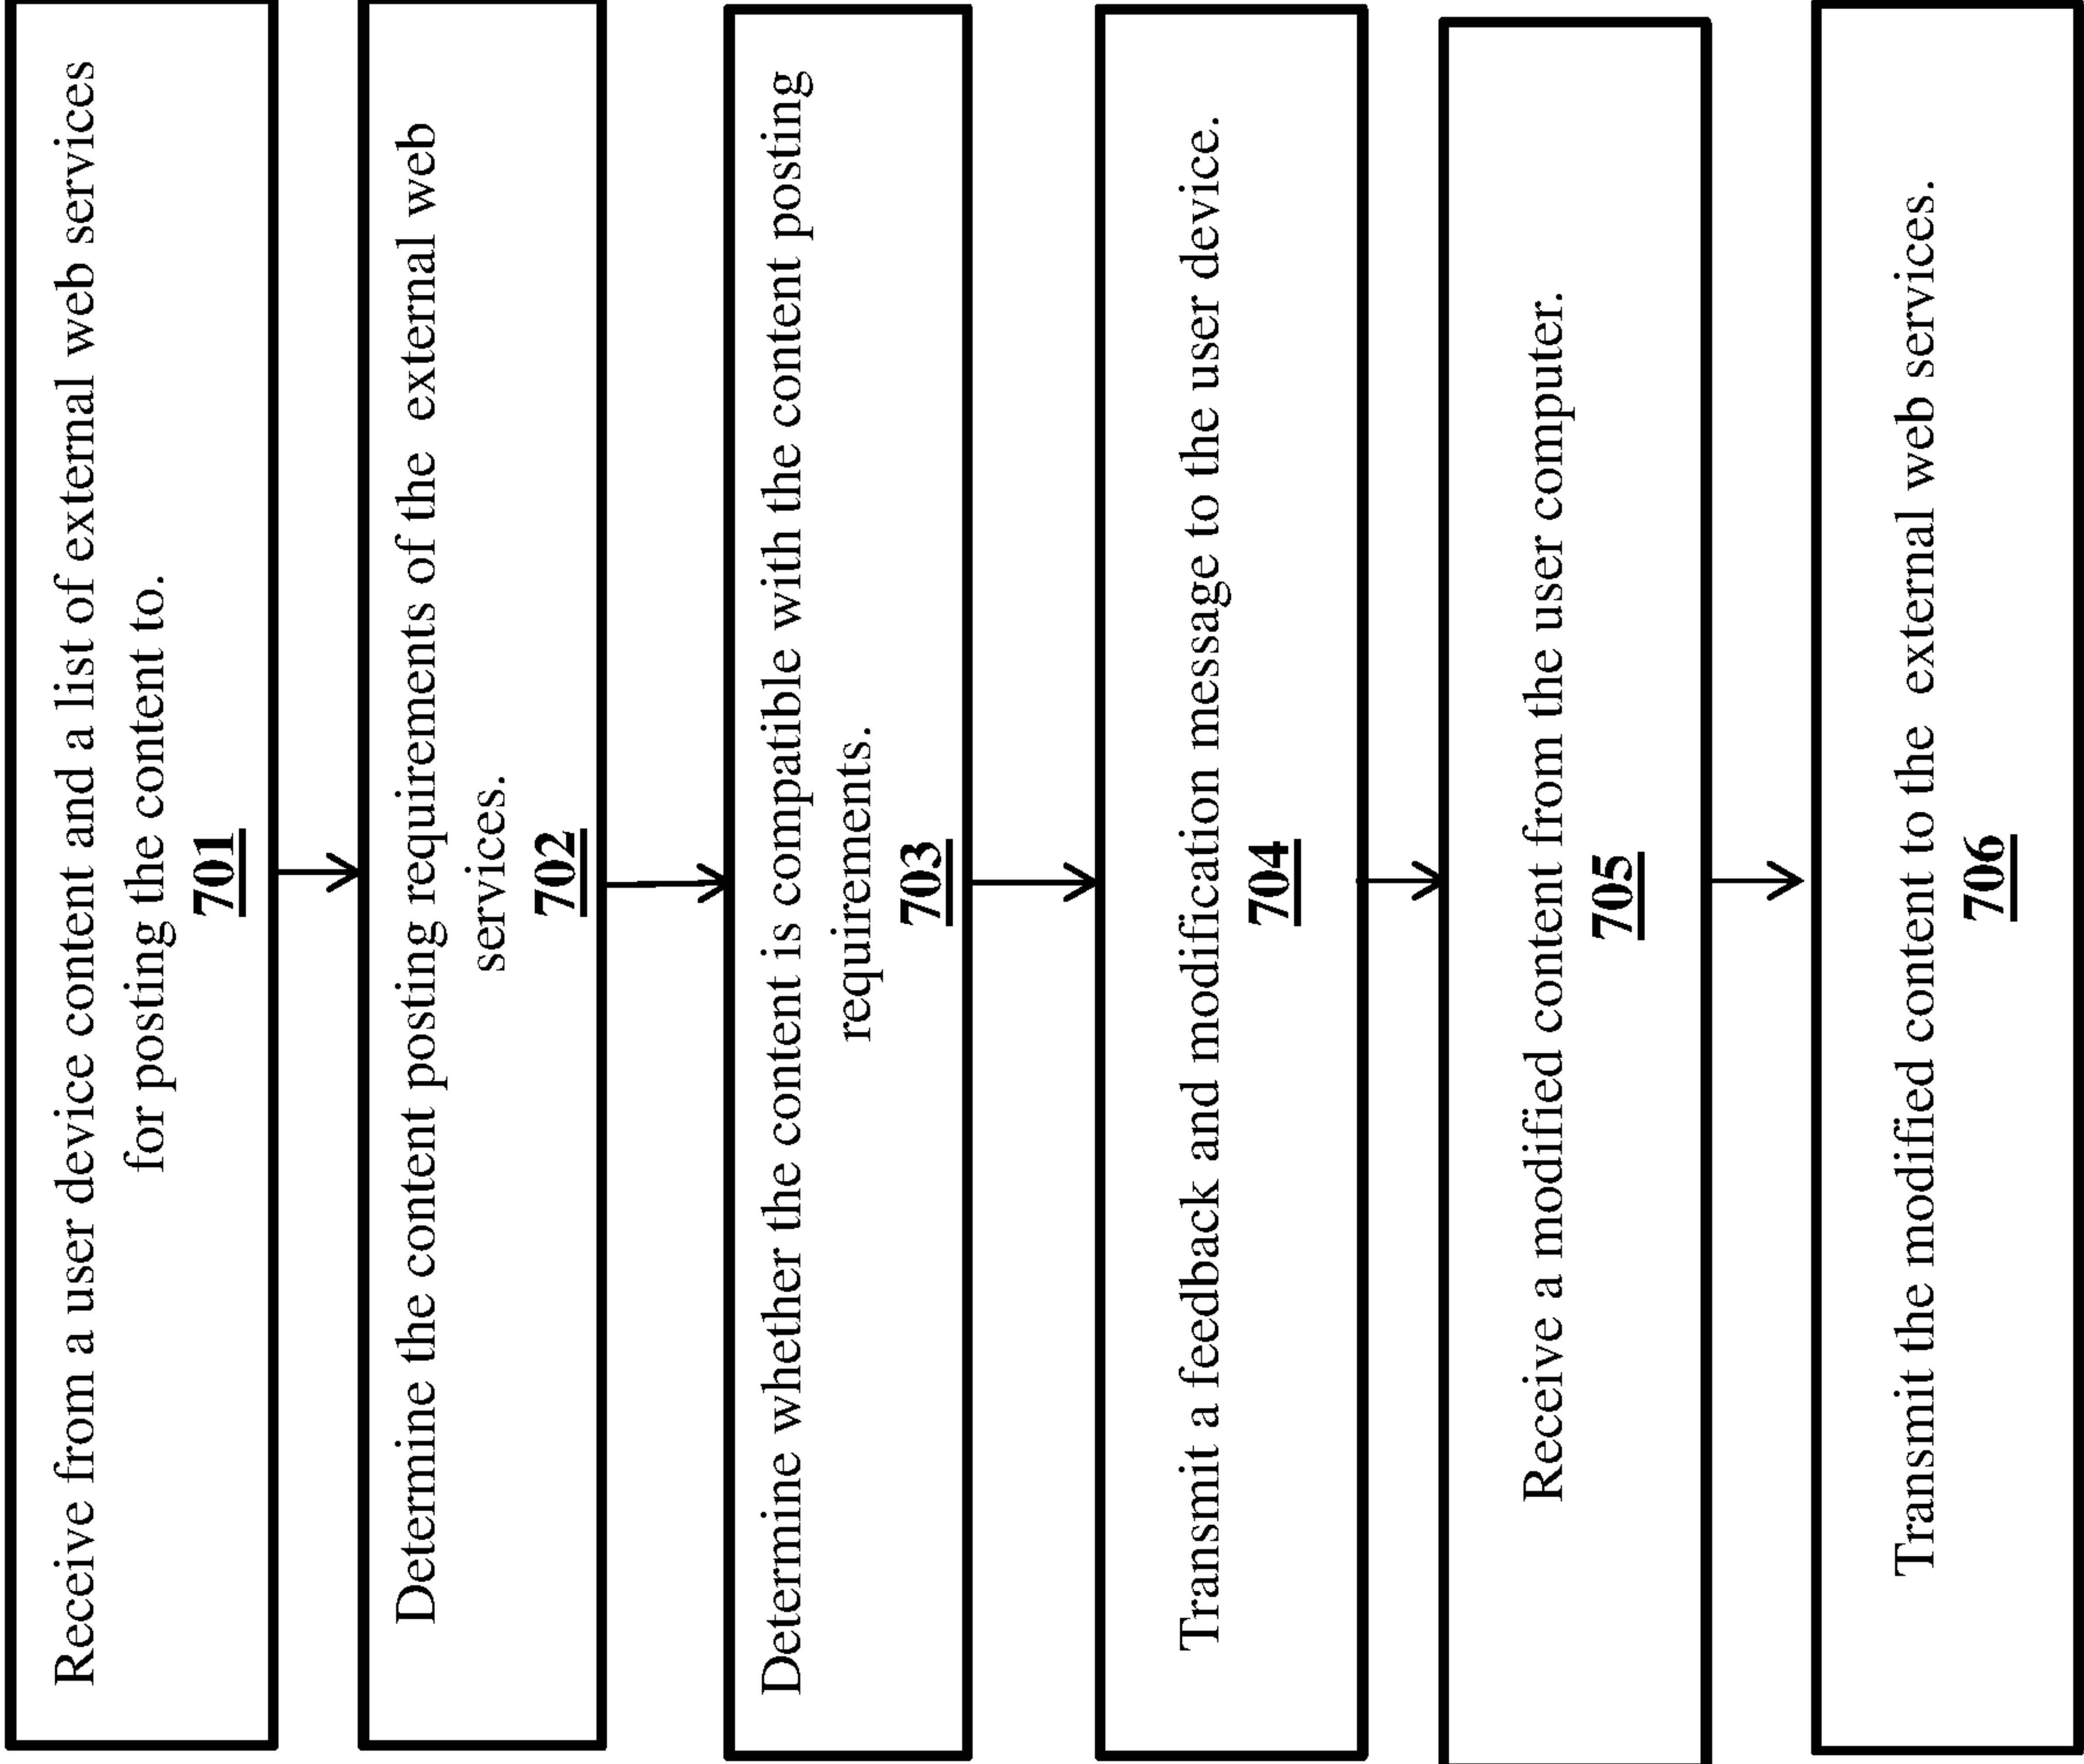 Receive from a user device content and a list of external web services
for posting the content to.
701
Determine the content posting requirements of the external web
services.
702
Determine whether the content is compatible with the content posting
requirements.
703
Transmit a feedback and modification message to the user device.
704
Receive a modified content from the user computer.
705
Transmit the modified content to the external web services.
706